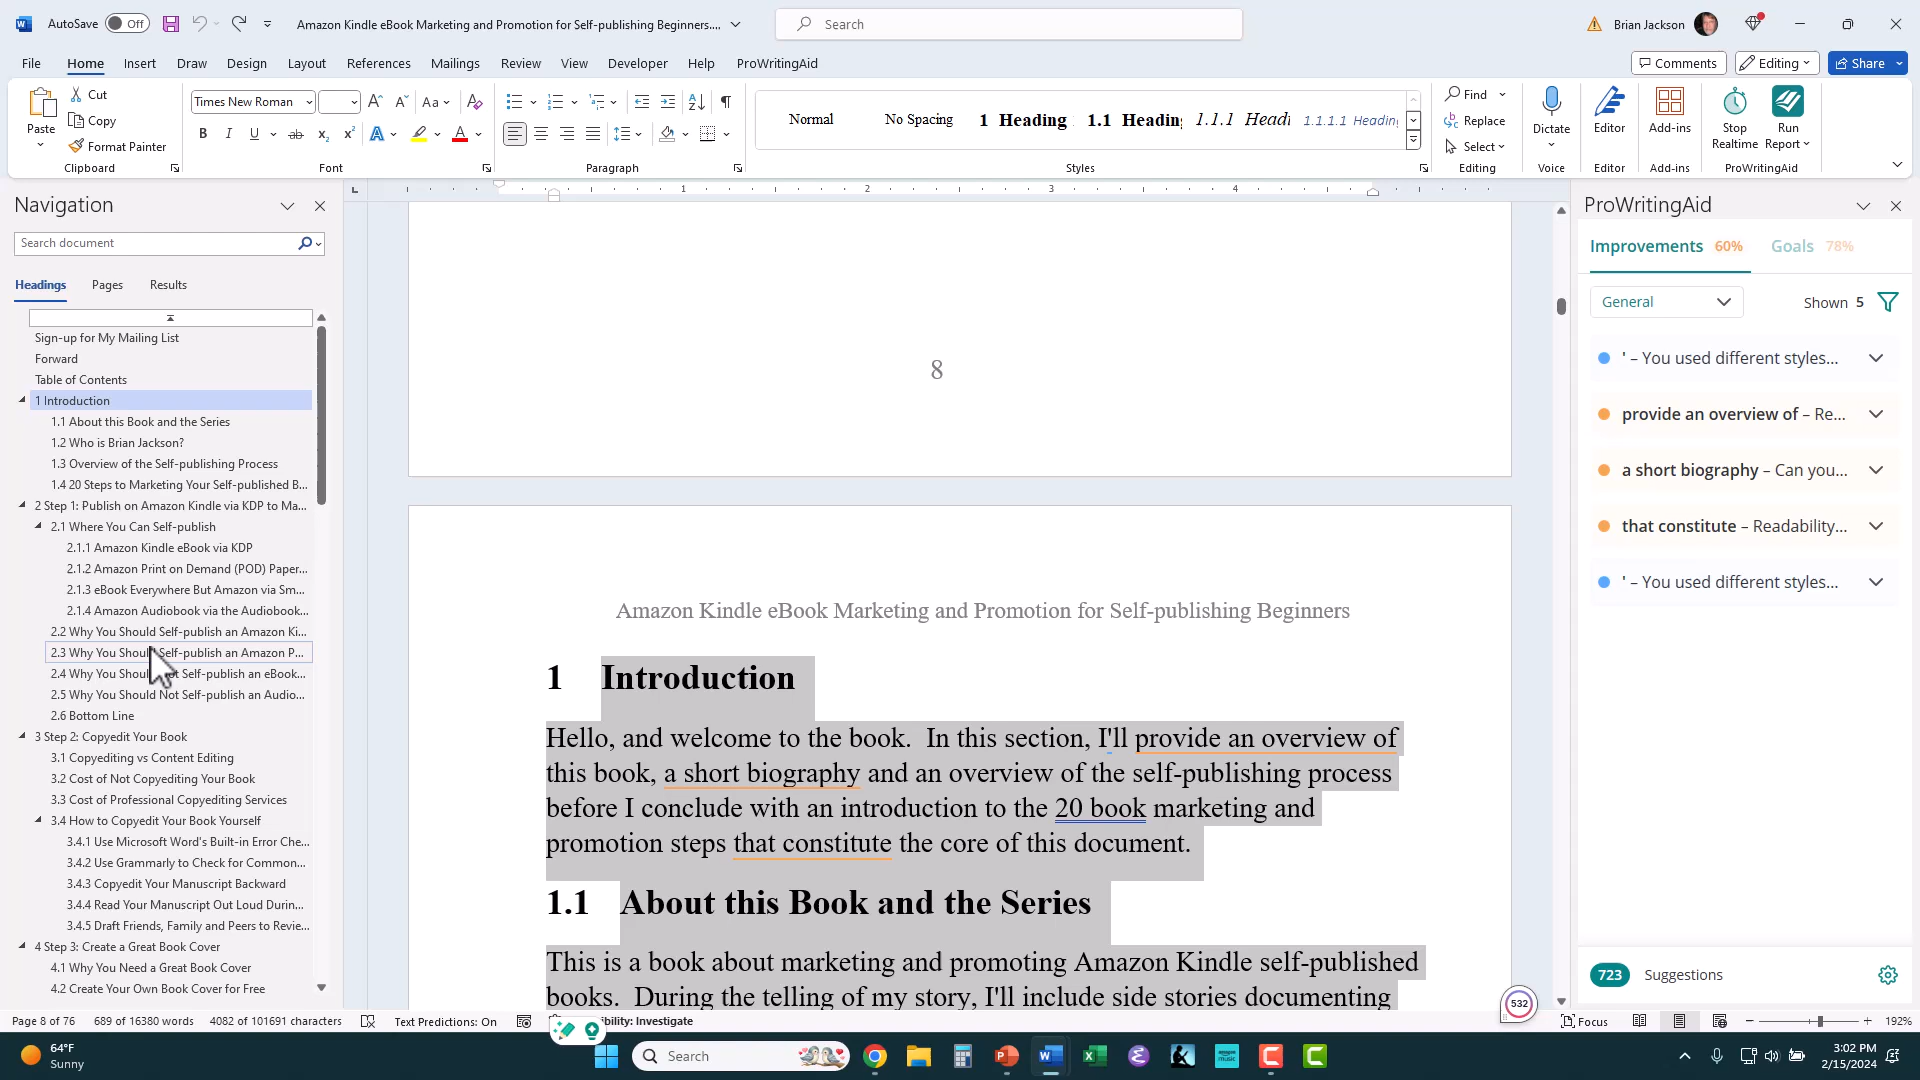 AutoSave Off
Amazon Kindle eBook Marketing and Promotion for Self-publishing Beginners....
Search
Brian Jackson
File Home Insert Draw Design Layout References Mailings Review View Developer Help ProWritingAid
Comments Editing Share
Paste Cut
Copy
Format Painter
Clipboard
Times New Roman
Font
Paragraph
Normal No Spacing 1 Heading 1.1 Heading 1.1.1 Headi 1.1.1.1 Heading
Styles
Find
Replace
Select
Editing
Dictate
Voice
Editor
Editor
Add-ins
Add-ins
Stop Realtime Run Report
ProWritingAid
Navigation
Search document
Headings Pages Results
Sign-up for My Mailing List
Forward
Table of Contents
1 Introduction
1.1 About this Book and the Series
1.2 Who is Brian Jackson?
1.3 Overview of the Self-publishing Process
1.4 20 Steps to Marketing Your Self-published B...
2 Step 1: Publish on Amazon Kindle via KDP to Ma...
2.1 Where You Can Self-publish
2.1.1 Amazon Kindle eBook via KDP
2.1.2 Amazon Print on Demand (POD) Paper...
2.1.3 eBook Everywhere But Amazon via Sm...
2.1.4 Amazon Audiobook via the Audiobook...
2.2 Why You Should Self-publish an Amazon Ki...
2.3 Why You Should Self-publish an Amazon P...
2.4 Why You Should Not Self-publish an eBook...
2.5 Why You Should Not Self-publish an Audio...
2.6 Bottom Line
3 Step 2: Copyedit Your Book
3.1 Copyediting vs Content Editing
3.2 Cost of Not Copyediting Your Book
3.3 Cost of Professional Copyediting Services
3.4 How to Copyedit Your Book Yourself
3.4.1 Use Microsoft Word's Built-in Error Che...
3.4.2 Use Grammarly to Check for Common...
3.4.3 Copyedit Your Manuscript Backward
3.4.4 Read Your Manuscript Out Loud Durin...
3.4.5 Draft Friends, Family and Peers to Revie...
4 Step 3: Create a Great Book Cover
4.1 Why You Need a Great Book Cover
4.2 Create Your Own Book Cover for Free
1 2 3 4
8
Amazon Kindle eBook Marketing and Promotion for Self-publishing Beginners
1 Introduction
Hello, and welcome to the book. In this section, I'll provide an overview of
this book, a short biography and an overview of the self-publishing process
before I conclude with an introduction to the 20 book marketing and
promotion steps that constitute the core of this document.
1.1 About this Book and the Series
This is a book about marketing and promoting Amazon Kindle self-published
books. During the telling of my story, I'll include side stories documenting
532
ProWritingAid
Improvements 60% Goals 78%
General Shown 5
' – You used different styles...
provide an overview of – Re...
a short biography – Can you...
that constitute – Readability...
' – You used different styles...
723 Suggestions
Page 8 of 76 689 of 16380 words 4082 of 101691 characters Text Predictions: On bility: Investigate Focus 192%
64°F
Sunny
Search
3:02 PM
2/15/2024